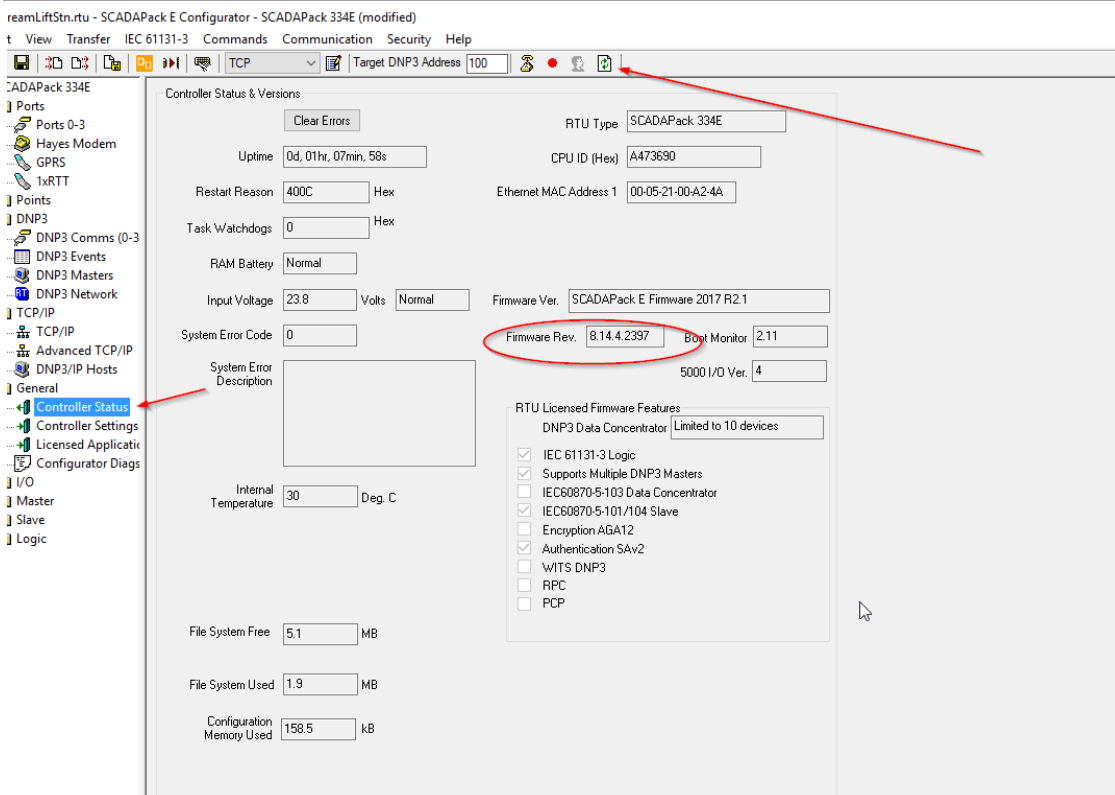 reamLiftStn.rtu - SCADAPack E Configurator - SCADAPack 334E (modified)
t View Transfer IEC 61131-3 Commands Communication Security Help
TCP Target DNP3 Address 100
CADAPack 334E
Ports
Ports 0-3
Hayes Modem
GPRS
1xRTT
Points
DNP3
DNP3 Comms (0-3
DNP3 Events
DNP3 Masters
RT DNP3 Network
TCP/IP
TCP/IP
Advanced TCP/IP
DNP3/IP Hosts
General
Controller Status
Controller Settings
Licensed Applicatio
Configurator Diags
I/O
Master
Slave
Logic
Controller Status & Versions
Clear Errors
Uptime 0d, 01hr, 07min, 58s
Restart Reason 400C Hex
Task Watchdogs 0 Hex
RAM Battery Normal
Input Voltage 23.8 Volts Normal
System Error Code 0
System Error
Description
Internal
Temperature 30 Deg. C
File System Free 5.1 MB
File System Used 1.9 MB
Configuration
Memory Used 158.5 kB
RTU Type SCADAPack 334E
CPU ID (Hex) A473690
Ethernet MAC Address 1 00-05-21-00-A2-4A
Firmware Ver. SCADAPack E Firmware 2017 R2.1
Firmware Rev. 8.14.4.2397 Boot Monitor 2.11
5000 I/O Ver. 4
RTU Licensed Firmware Features
DNP3 Data Concentrator Limited to 10 devices
IEC 61131-3 Logic
Supports Multiple DNP3 Masters
IEC60870-5-103 Data Concentrator
IEC60870-5-101/104 Slave
Encryption AGA12
Authentication SAv2
WITS DNP3
RPC
PCP